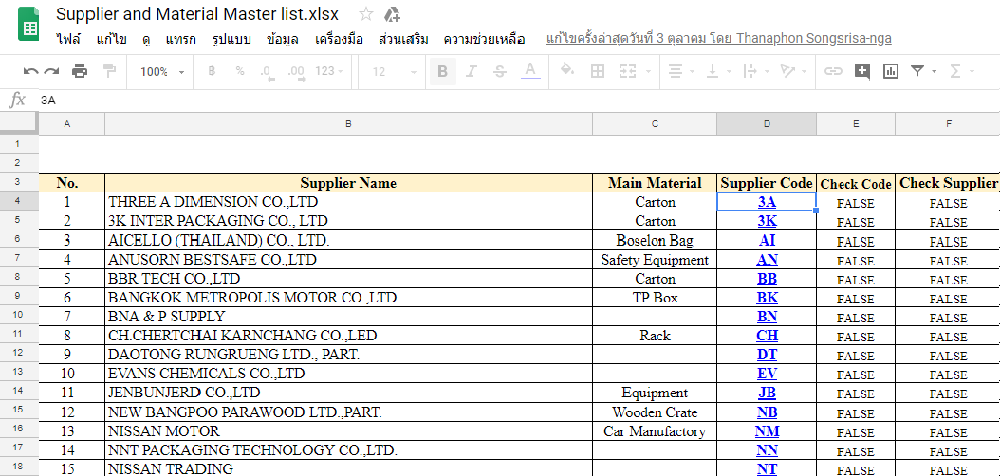 Supplier and Material Master list.xlsx
ไฟล์ แก้ไข ดู แทรก รูปแบบ ข้อมูล เครื่องมือ ส่วนเสริม ความช่วยเหลือ แก้ไขครั้งล่าสุดวันที่ 3 ตุลาคม โดย Thanaphon Songsrisa-nga
100% B % .0 .00 123 12 B I S A Σ
fx 3A
A B C D E F
1
2
3 No. Supplier Name Main Material Supplier Code Check Code Check Supplier
4 1 THREE A DIMENSION CO.,LTD Carton 3A FALSE FALSE
5 2 3K INTER PACKAGING CO., LTD Carton 3K FALSE FALSE
6 3 AICELLO (THAILAND) CO., LTD. Boselon Bag AI FALSE FALSE
7 4 ANUSORN BESTSAFE CO.,LTD Safety Equipment AN FALSE FALSE
8 5 BBR TECH CO.,LTD Carton BB FALSE FALSE
9 6 BANGKOK METROPOLIS MOTOR CO.,LTD TP Box BK FALSE FALSE
10 7 BNA & P SUPPLY BN FALSE FALSE
11 8 CH.CHERTCHAI KARNCHANG CO.,LED Rack CH FALSE FALSE
12 9 DAOTONG RUNGRUENG LTD., PART. DT FALSE FALSE
13 10 EVANS CHEMICALS CO.,LTD EV FALSE FALSE
14 11 JENBUNJERD CO.,LTD Equipment JB FALSE FALSE
15 12 NEW BANGPOO PARAWOOD LTD.,PART. Wooden Crate NB FALSE FALSE
16 13 NISSAN MOTOR Car Manufactory NM FALSE FALSE
17 14 NNT PACKAGING TECHNOLOGY CO.,LTD. NN FALSE FALSE
18 15 NISSAN TRADING NT FALSE FALSE